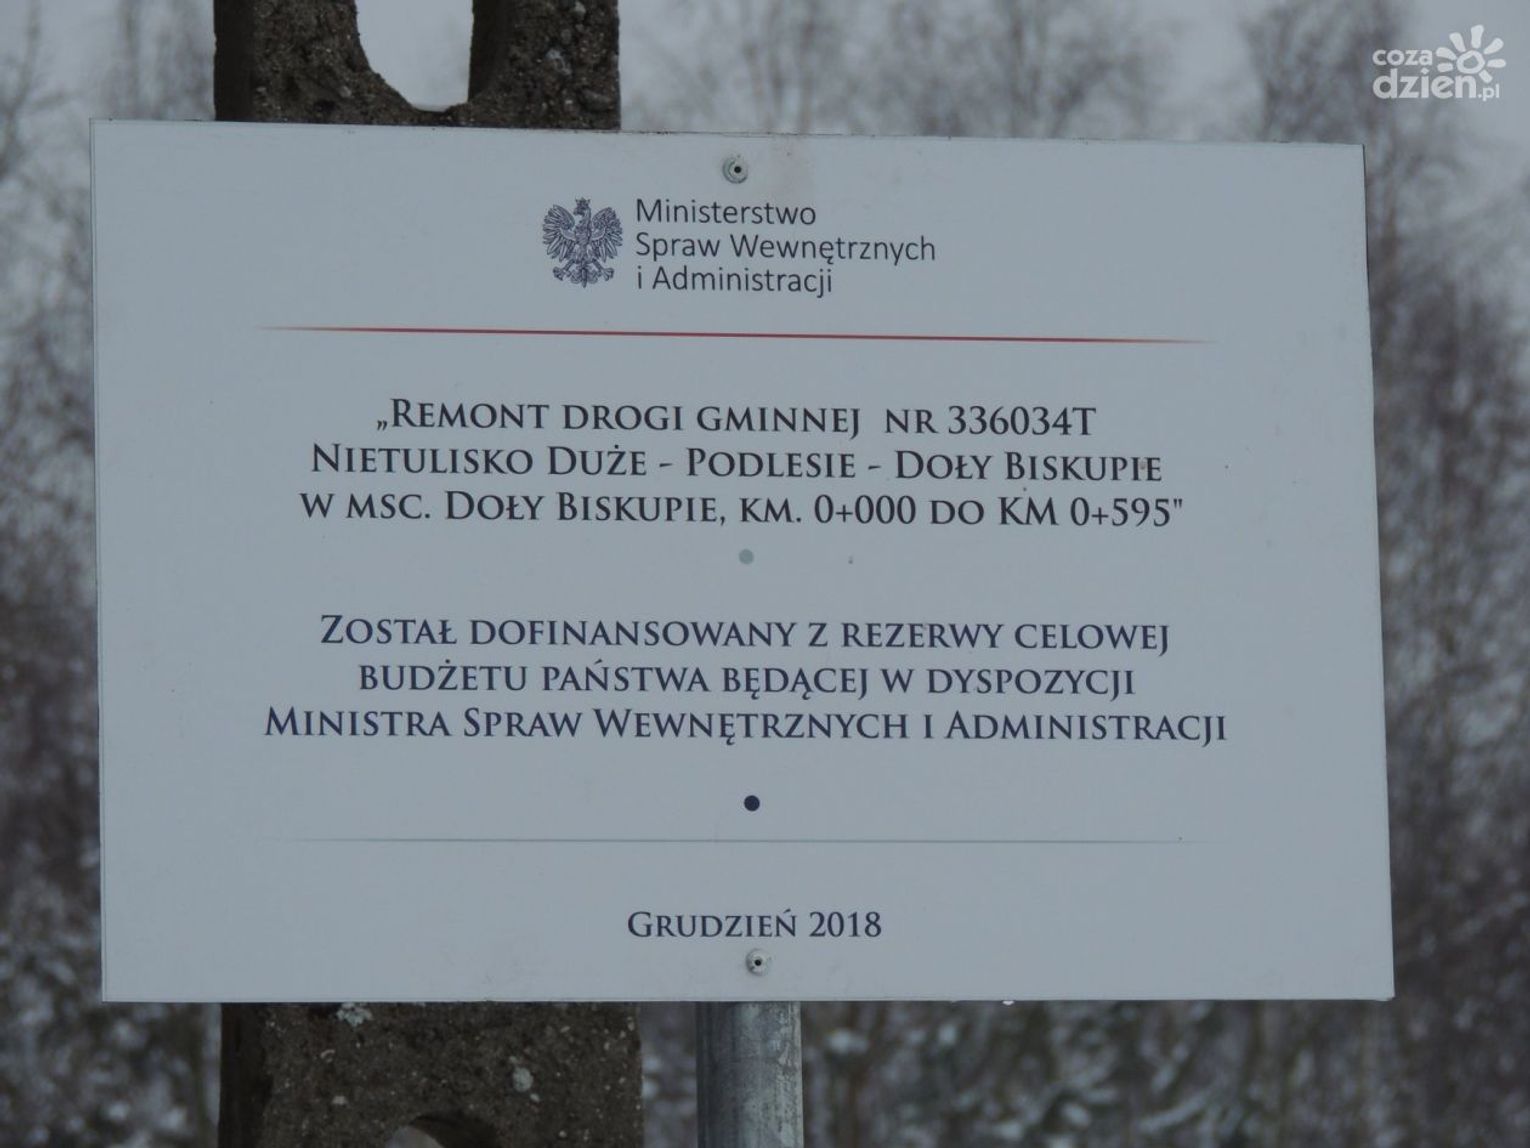 coza
dzien.pl
Ministerstwo
Spraw Wewnętrznych
i Administracji
„Remont drogi gminnej nr 336034T
Nietulisko Duże - Podlesie - Doły Biskupie
w msc. Doły Biskupie, km. 0+000 do KM 0+595"
Został dofinansowany z rezerwy celowej
budżetu państwa będącej w dyspozycji
Ministra Spraw Wewnętrznych i Administracji
Grudzień 2018